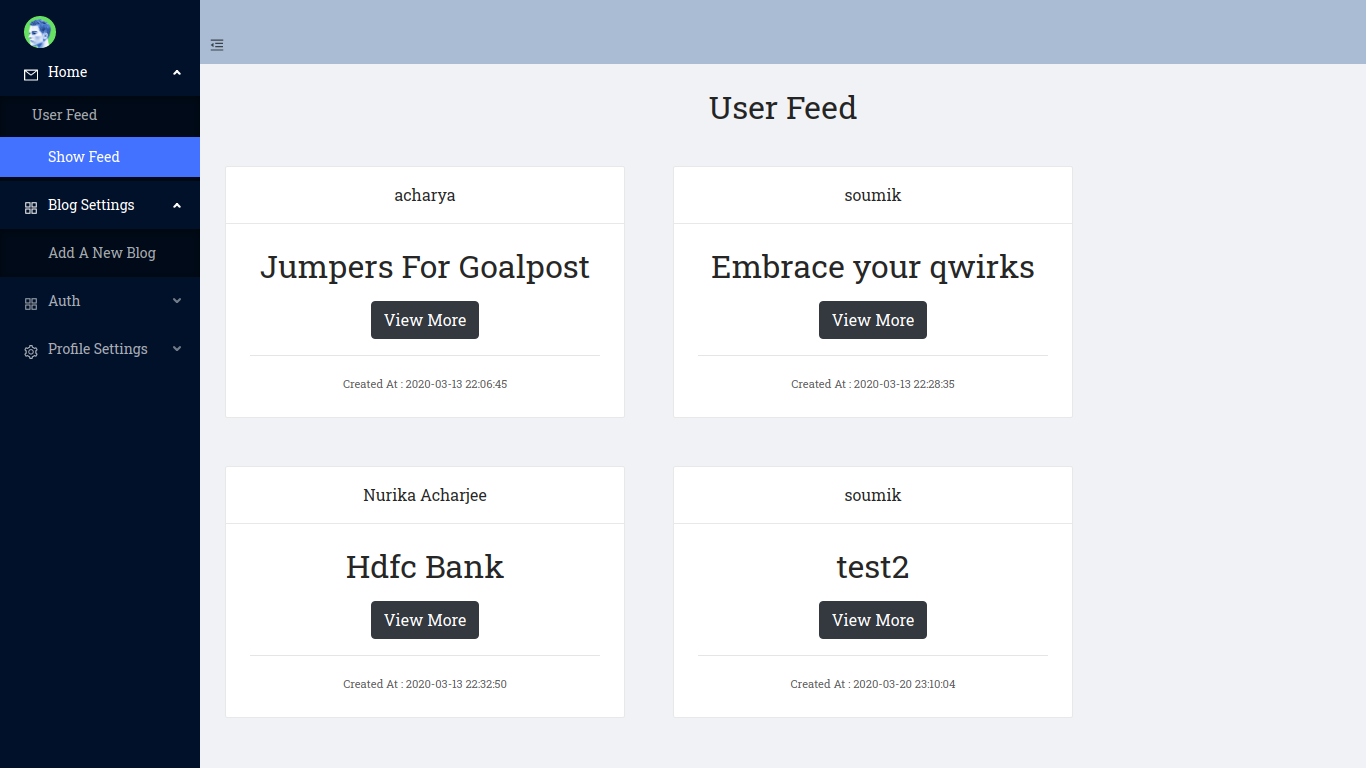 Home
User Feed
Show Feed
Blog Settings
Add A New Blog
Auth
Profile Settings
User Feed
acharya
Jumpers For Goalpost
View More
Created At : 2020-03-13 22:06:45
soumik
Embrace your qwirks
View More
Created At : 2020-03-13 22:28:35
Nurika Acharjee
Hdfc Bank
View More
Created At : 2020-03-13 22:32:50
soumik
test2
View More
Created At : 2020-03-20 23:10:04